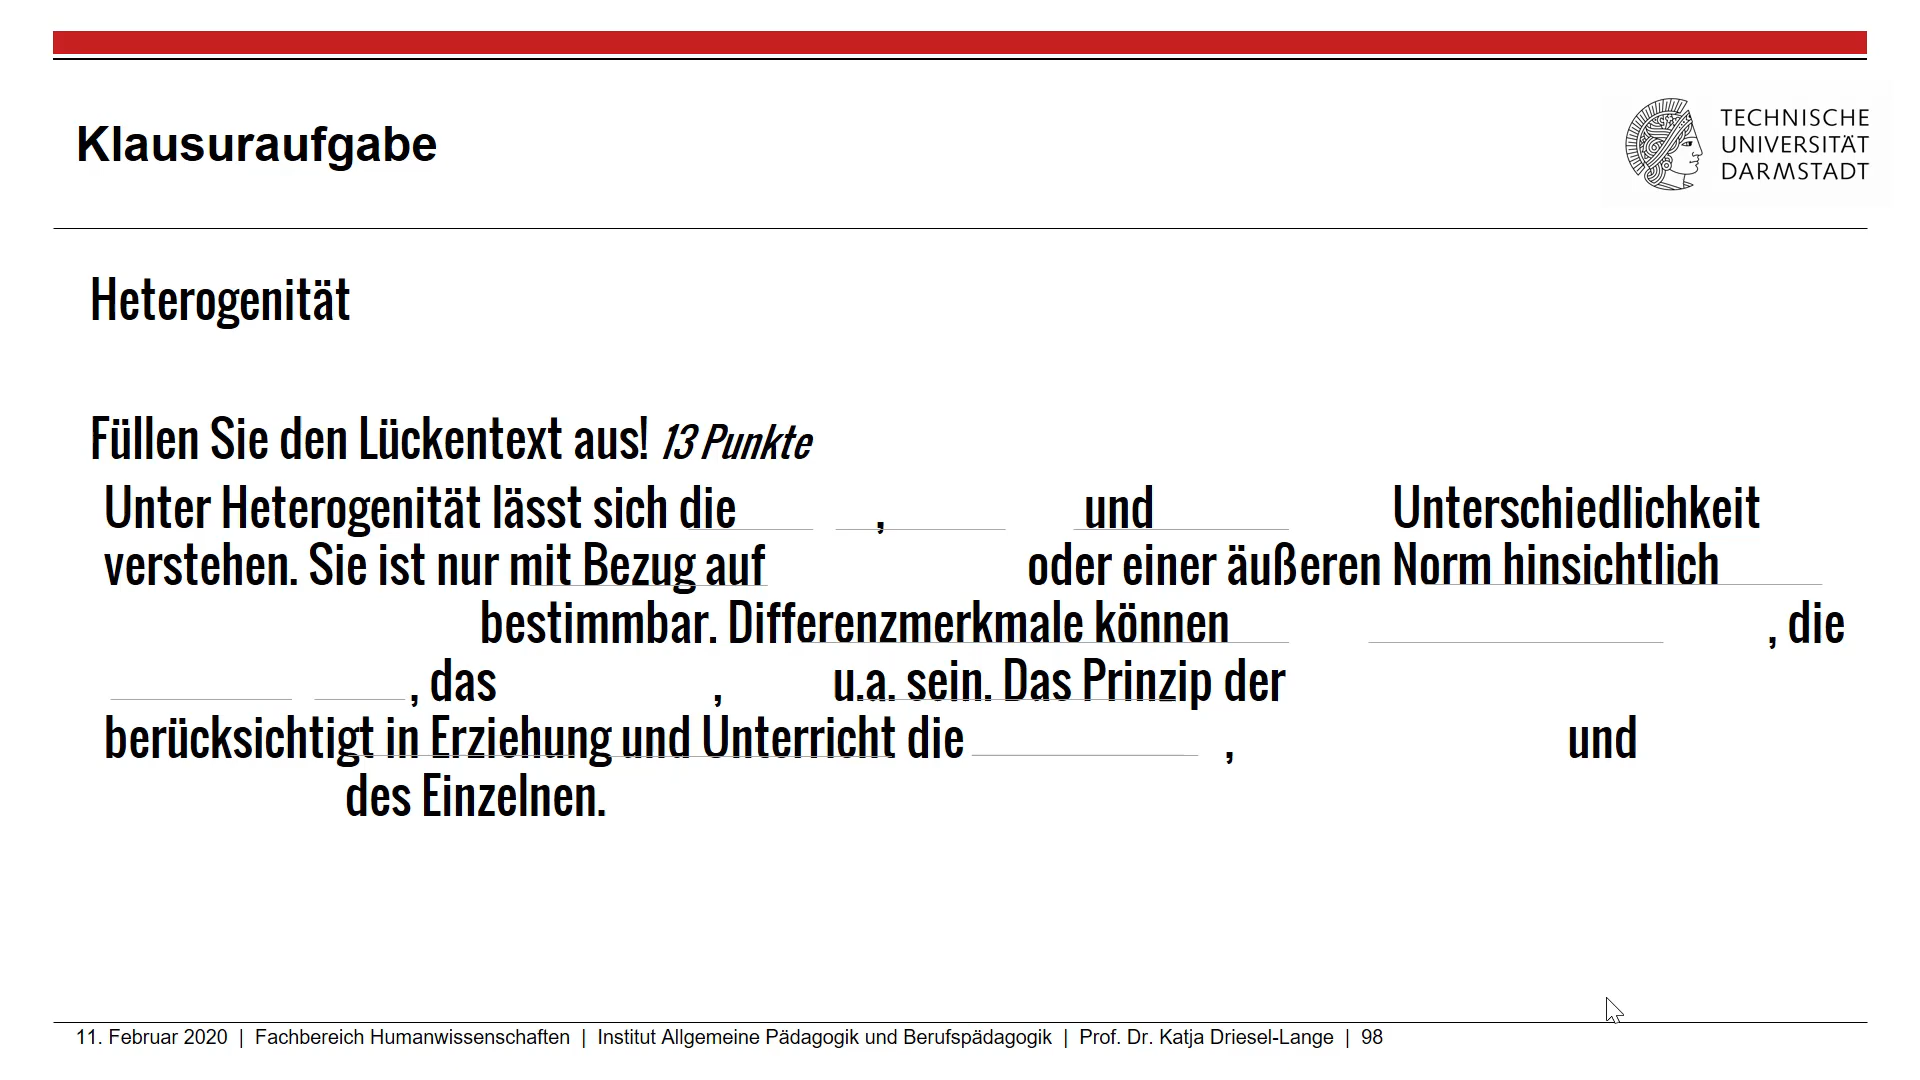 Klausuraufgabe
TECHNISCHE
UNIVERSITÄT
DARMSTADT
Heterogenität
Füllen Sie den Lückentext aus! 13 Punkte
Unter Heterogenität lässt sich die , und Unterschiedlichkeit
verstehen. Sie ist nur mit Bezug auf oder einer äußeren Norm hinsichtlich
bestimmbar. Differenzmerkmale können , die
, das , u.a. sein. Das Prinzip der
berücksichtigt in Erziehung und Unterricht die , und
des Einzelnen.
11. Februar 2020 | Fachbereich Humanwissenschaften | Institut Allgemeine Pädagogik und Berufspädagogik | Prof. Dr. Katja Driesel-Lange | 98